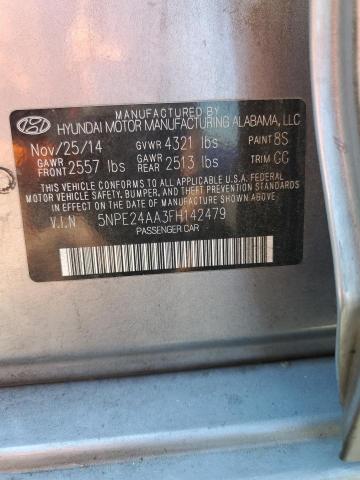 MANUFACTURED BY
HYUNDAI MOTOR MANUFACTURING ALABAMA, LLC
Nov/25/14 GVWR 4321 lbs PAINT 8S
GAWR FRONT 2557 lbs GAWR REAR 2513 lbs TRIM GG
THIS VEHICLE CONFORMS TO ALL APPLICABLE U.S.A. FEDERAL
MOTOR VEHICLE SAFETY, BUMPER, AND THEFT PREVENTION STANDARDS
IN EFFECT ON THE DATE OF MANUFACTURE SHOWN ABOVE.
V.I.N 5NPE24AA3FH142479
PASSENGER CAR